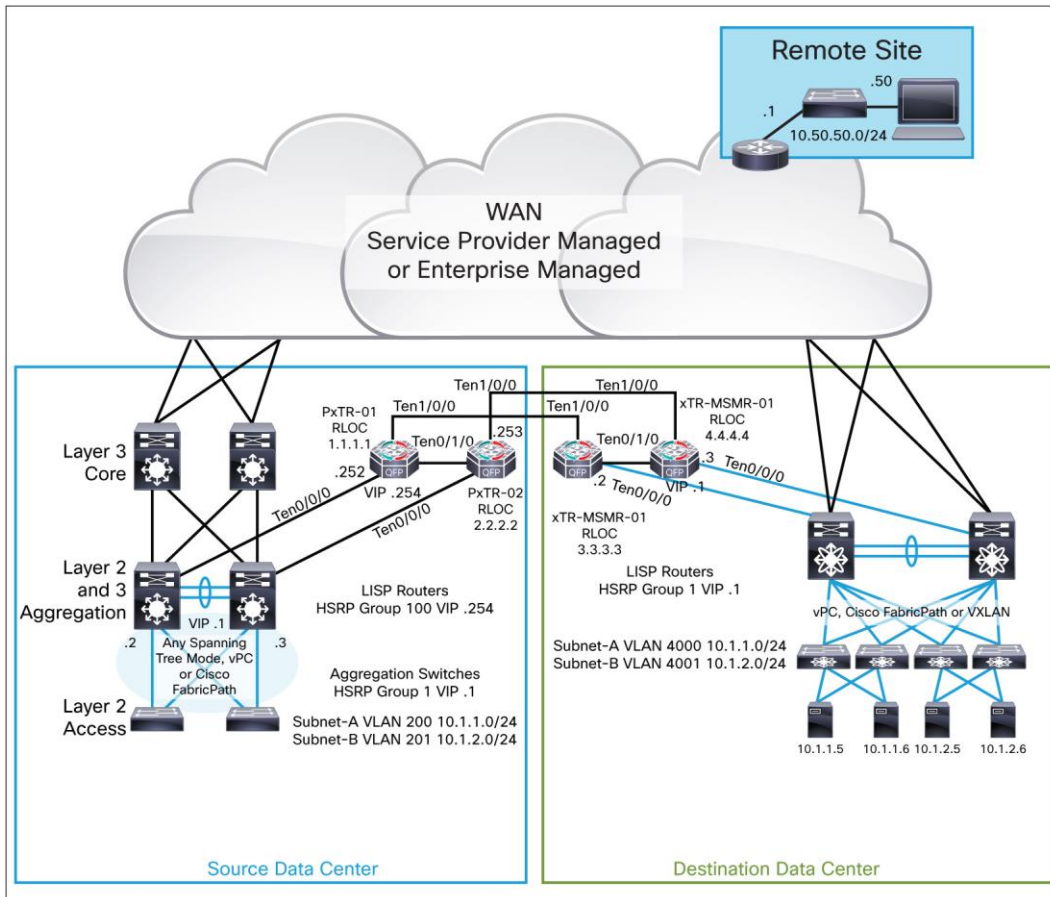 Remote Site
.50
.1
10.50.50.0/24
WAN
Service Provider Managed
or Enterprise Managed
Ten1/0/0
Ten1/0/0
Ten1/0/0
Ten1/0/0
PxTR-01
RLOC
1.1.1.1
Ten0/1/0
.253
.252
QFP
QFP
VIP .254
PxTR-02
RLOC
2.2.2.2
Ten0/0/0
Ten0/0/0
xTR-MSMR-01
RLOC
4.4.4.4
Ten0/1/0
.3
.2
QFP
QFP
VIP .1
Ten0/0/0
Ten0/0/0
xTR-MSMR-01
RLOC
3.3.3.3
Layer 3
Core
Layer 2
and 3
Aggregation
VIP .1
.2
.3
Any Spanning
Tree Mode, vPC
or Cisco
FabricPath
Layer 2
Access
LISP Routers
HSRP Group 100 VIP .254
Aggregation Switches
HSRP Group 1 VIP .1
Subnet-A VLAN 200 10.1.1.0/24
Subnet-B VLAN 201 10.1.2.0/24
LISP Routers
HSRP Group 1 VIP .1
vPC, Cisco FabricPath or VXLAN
Subnet-A VLAN 4000 10.1.1.0/24
Subnet-B VLAN 4001 10.1.2.0/24
10.1.1.5
10.1.1.6
10.1.2.5
10.1.2.6
Source Data Center
Destination Data Center